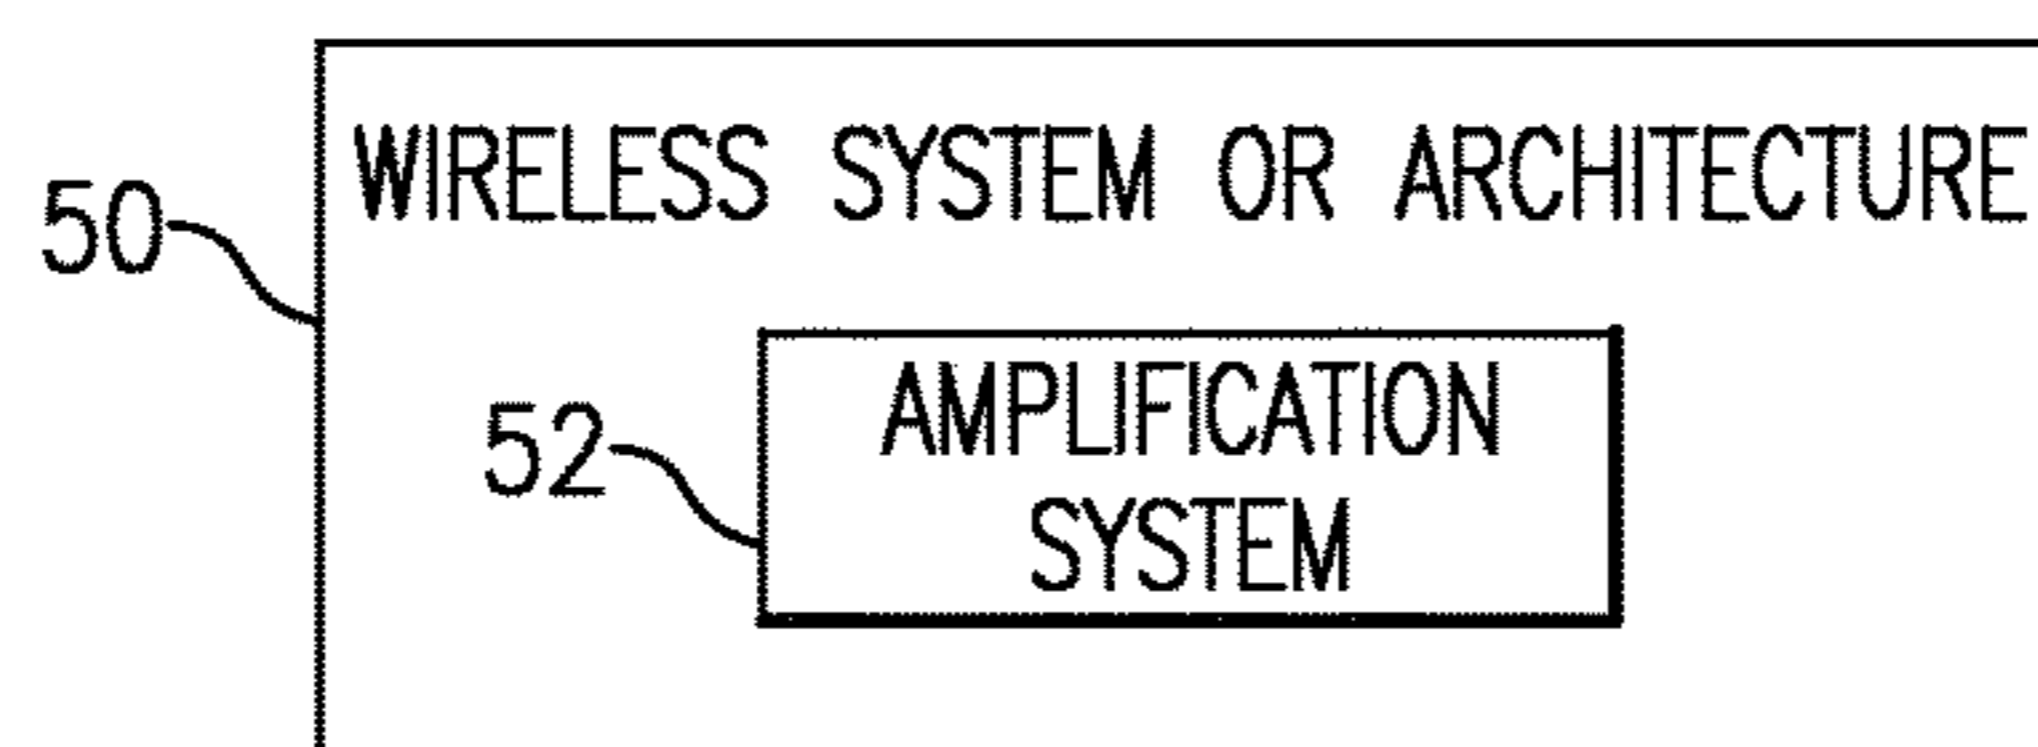 WIRELESS SYSTEM OR ARCHITECTURE
50
AMPLIFICATION
52
SYSTEM